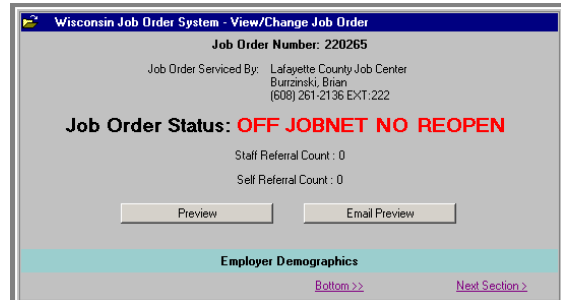 Wisconsin Job Order System - View/Change Job Order
Job Order Number: 220265
Job Order Serviced By: Lafayette County Job Center
Burrzinski, Brian
(608) 261-2136 EXT:222
Job Order Status: OFF JOBNET NO REOPEN
Staff Referral Count : 0
Self Referral Count : 0
Preview Email Preview
Employer Demographics
Bottom >> Next Section >